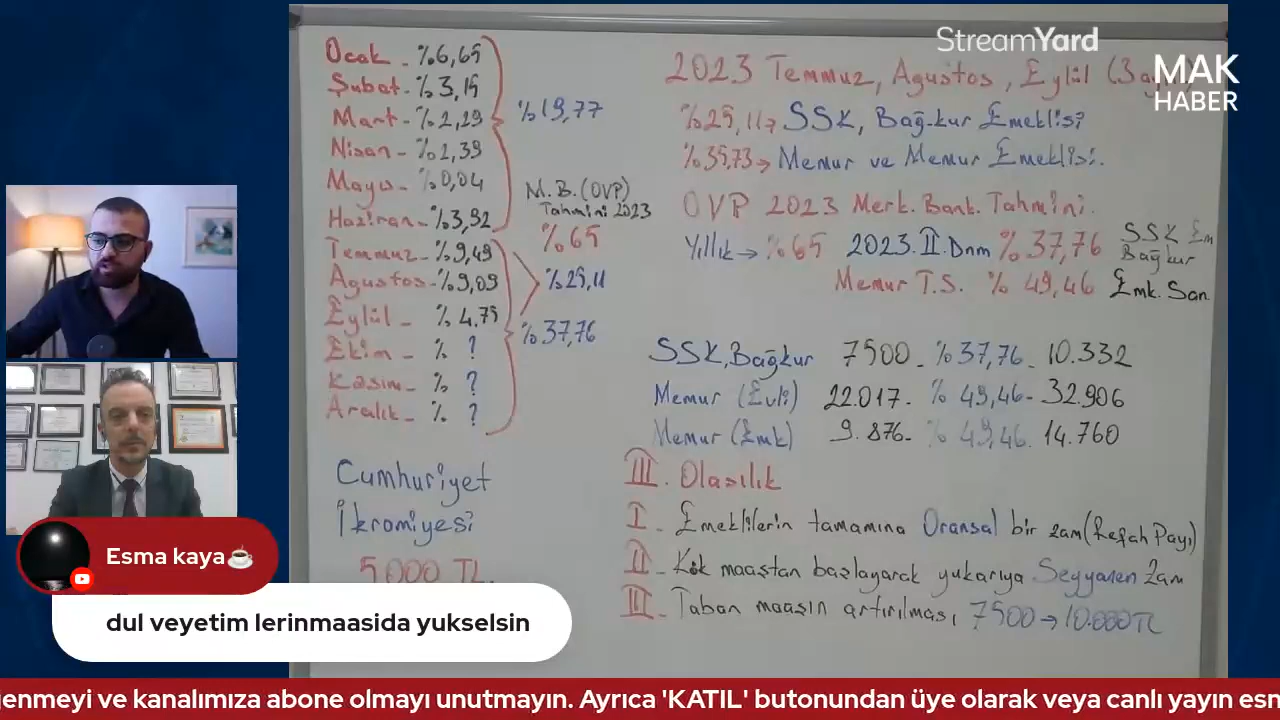 StreamYard
MAK
HABER
Ocak - %6,65
Şubat - %3,15
Mart - %2,29
Nisan - %2,39
Mayıs - %0,04
Haziran - %3,92
Temmuz - %9,49
Ağustos - %9,09
Eylül - %4.75
Ekim - % ?
Kasım - % ?
Aralık - % ?
%19,77
M.B. (OVP)
Tahmini 2023
%65
%25,11
%37,76
Cumhuriyet
İkramiyesi
5000 TL.
2023 Temmuz, Ağustos, Eylül
%25,11 → SSK, Bağ-kur Emeklisi
%35,73 → Memur ve Memur Emeklisi.
OVP 2023 Merk. Bank. Tahmini.
Yıllık → %65 2023.II.Dnm %37,76 SSK Em
Bağkur
Memur T.S. % 49,46 Emk. San.
SSK, Bağkur 7500 - %37,76 - 10.332
Memur (Evli) 22.017 - % 49,46 - 32.906
Memur (Emk) 9.876 - % 49,46 - 14.760
III. Olasılık
I - Emeklilerin tamamına Oransal bir zam (Refah Payı)
II - Kök maaştan başlayarak yukarıya Seyyanen Zam
III - Taban maaşın artırılması, 7500 → 10.000 TL
Esma kaya
dul veyetim lerinmaasida yukselsin
jenmeyi ve kanalımıza abone olmayı unutmayın. Ayrıca 'KATIL' butonundan üye olarak veya canlı yayın esn